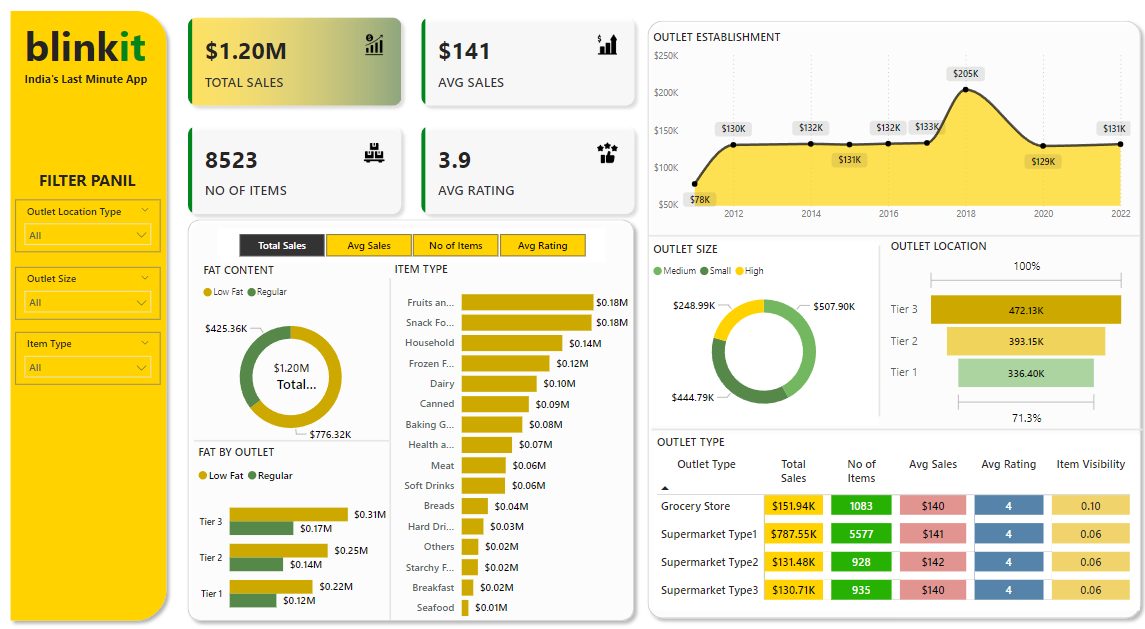 blinkit
India's Last Minute App
FILTER PANIL
Outlet Location Type
All
Outlet Size
All
Item Type
All
$1.20M
TOTAL SALES
$141
AVG SALES
8523
NO OF ITEMS
3.9
AVG RATING
Total Sales
Avg Sales
No of Items
Avg Rating
FAT CONTENT
Low Fat Regular
$425.36K
$1.20M
Total...
$776.32K
FAT BY OUTLET
Low Fat Regular
Tier 3 $0.31M
$0.17M
Tier 2 $0.25M
$0.14M
Tier 1 $0.22M
$0.12M
ITEM TYPE
Fruits an... $0.18M
Snack Fo... $0.18M
Household $0.14M
Frozen F... $0.12M
Dairy $0.10M
Canned $0.09M
Baking G... $0.08M
Health a... $0.07M
Meat $0.06M
Soft Drinks $0.06M
Breads $0.04M
Hard Dri... $0.03M
Others $0.02M
Starchy F... $0.02M
Breakfast $0.02M
Seafood $0.01M
OUTLET ESTABLISHMENT
$250K
$200K
$150K
$100K
$50K
$78K
$130K
$132K
$131K
$132K
$133K
$205K
$129K
$131K
2012 2014 2016 2018 2020 2022
OUTLET SIZE
Medium Small High
$248.99K
$507.90K
$444.79K
OUTLET LOCATION
100%
Tier 3 472.13K
Tier 2 393.15K
Tier 1 336.40K
71.3%
OUTLET TYPE
Outlet Type Total Sales No of Items Avg Sales Avg Rating Item Visibility
Grocery Store $151.94K 1083 $140 4 0.10
Supermarket Type1 $787.55K 5577 $141 4 0.06
Supermarket Type2 $131.48K 928 $142 4 0.06
Supermarket Type3 $130.71K 935 $140 4 0.06